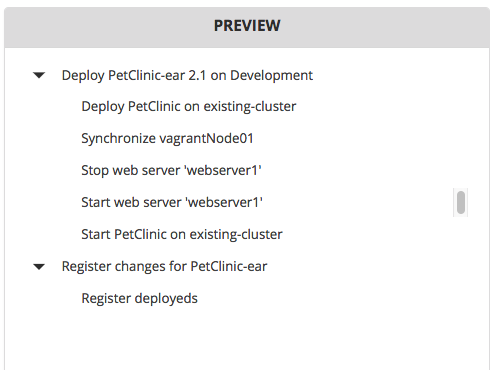 PREVIEW
Deploy PetClinic-ear 2.1 on Development
Deploy PetClinic on existing-cluster
Synchronize vagrantNode01
Stop web server 'webserver1'
Start web server 'webserver1'
Start PetClinic on existing-cluster
Register changes for PetClinic-ear
Register deployeds